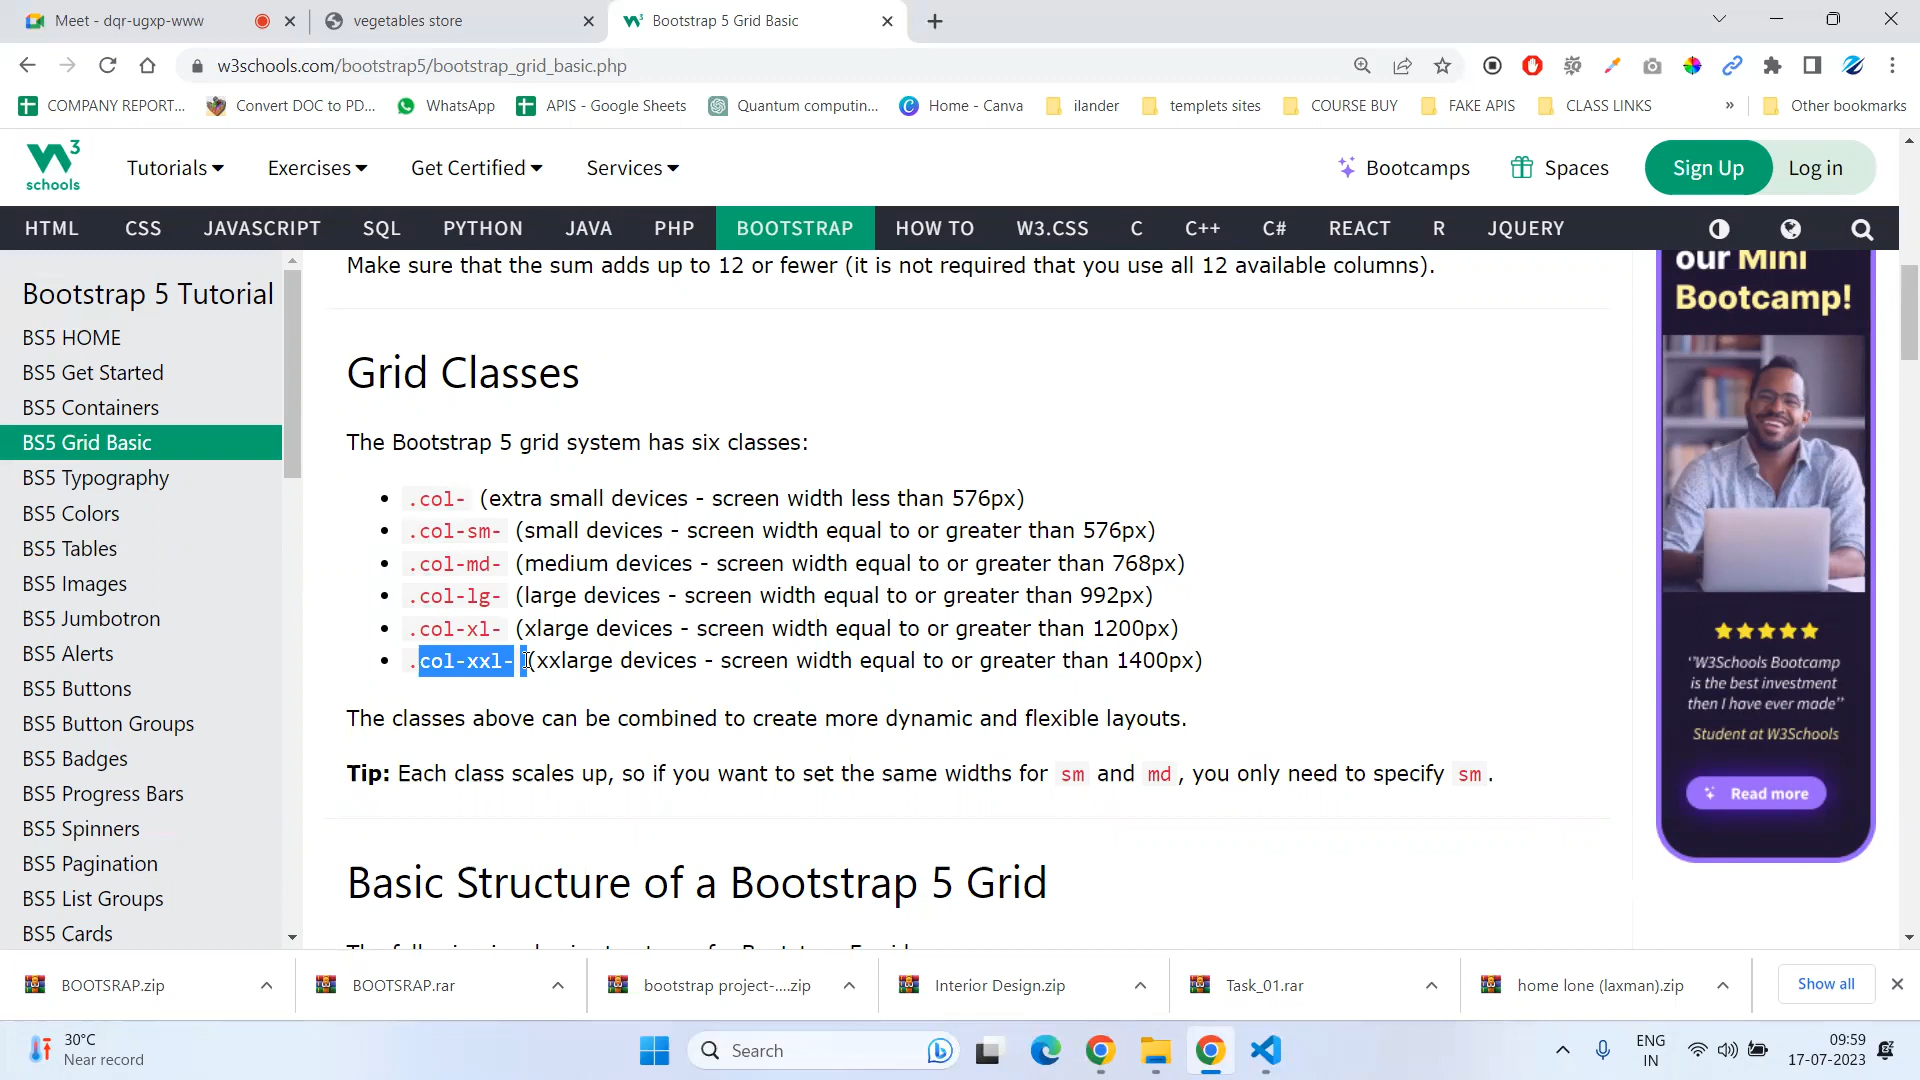 Meet - dqr-ugxp-www
vegetables store
Bootstrap 5 Grid Basic
w3schools.com/bootstrap5/bootstrap_grid_basic.php
COMPANY REPORT...
Convert DOC to PD...
WhatsApp
APIS - Google Sheets
Quantum computin...
Home - Canva
ilander
templets sites
COURSE BUY
FAKE APIS
CLASS LINKS
»
Other bookmarks
W3 schools
Tutorials
Exercises
Get Certified
Services
Bootcamps
Spaces
Sign Up
Log in
HTML
CSS
JAVASCRIPT
SQL
PYTHON
JAVA
PHP
BOOTSTRAP
HOW TO
W3.CSS
C
C++
C#
REACT
R
JQUERY
Bootstrap 5 Tutorial
BS5 HOME
BS5 Get Started
BS5 Containers
BS5 Grid Basic
BS5 Typography
BS5 Colors
BS5 Tables
BS5 Images
BS5 Jumbotron
BS5 Alerts
BS5 Buttons
BS5 Button Groups
BS5 Badges
BS5 Progress Bars
BS5 Spinners
BS5 Pagination
BS5 List Groups
BS5 Cards
Make sure that the sum adds up to 12 or fewer (it is not required that you use all 12 available columns).
Grid Classes
The Bootstrap 5 grid system has six classes:
.col- (extra small devices - screen width less than 576px)
.col-sm- (small devices - screen width equal to or greater than 576px)
.col-md- (medium devices - screen width equal to or greater than 768px)
.col-lg- (large devices - screen width equal to or greater than 992px)
.col-xl- (xlarge devices - screen width equal to or greater than 1200px)
.col-xxl- (xxlarge devices - screen width equal to or greater than 1400px)
The classes above can be combined to create more dynamic and flexible layouts.
Tip: Each class scales up, so if you want to set the same widths for sm and md, you only need to specify sm.
Basic Structure of a Bootstrap 5 Grid
our Mini
Bootcamp!
"W3Schools Bootcamp
is the best investment
then I have ever made"
Student at W3Schools
Read more
BOOTSRAP.zip
BOOTSRAP.rar
bootstrap project-....zip
Interior Design.zip
Task_01.rar
home lone (laxman).zip
Show all
30°C
Near record
Search
ENG
IN
09:59
17-07-2023